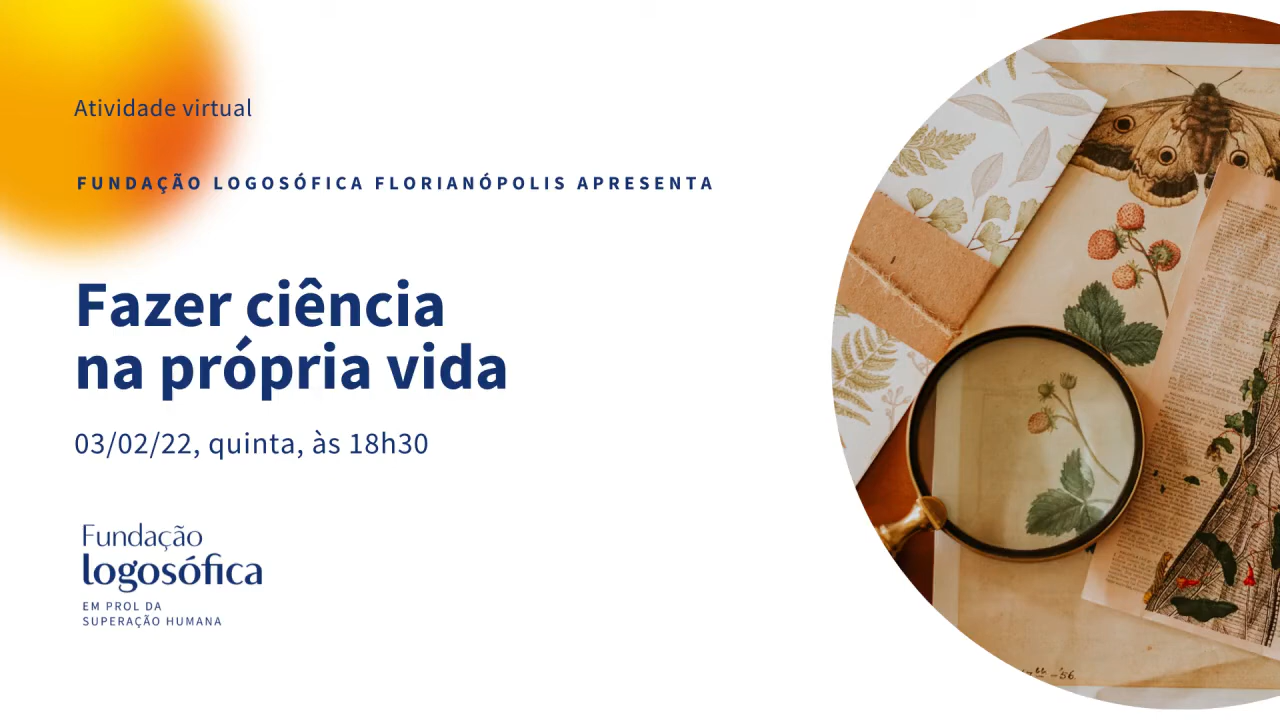 Atividade virtual
FUNDAÇÃO LOGOSÓFICA FLORIANÓPOLIS APRESENTA
Fazer ciência
na própria vida
03/02/22, quinta, às 18h30
Fundação
logosófica
EM PROL DA
SUPERAÇÃO HUMANA